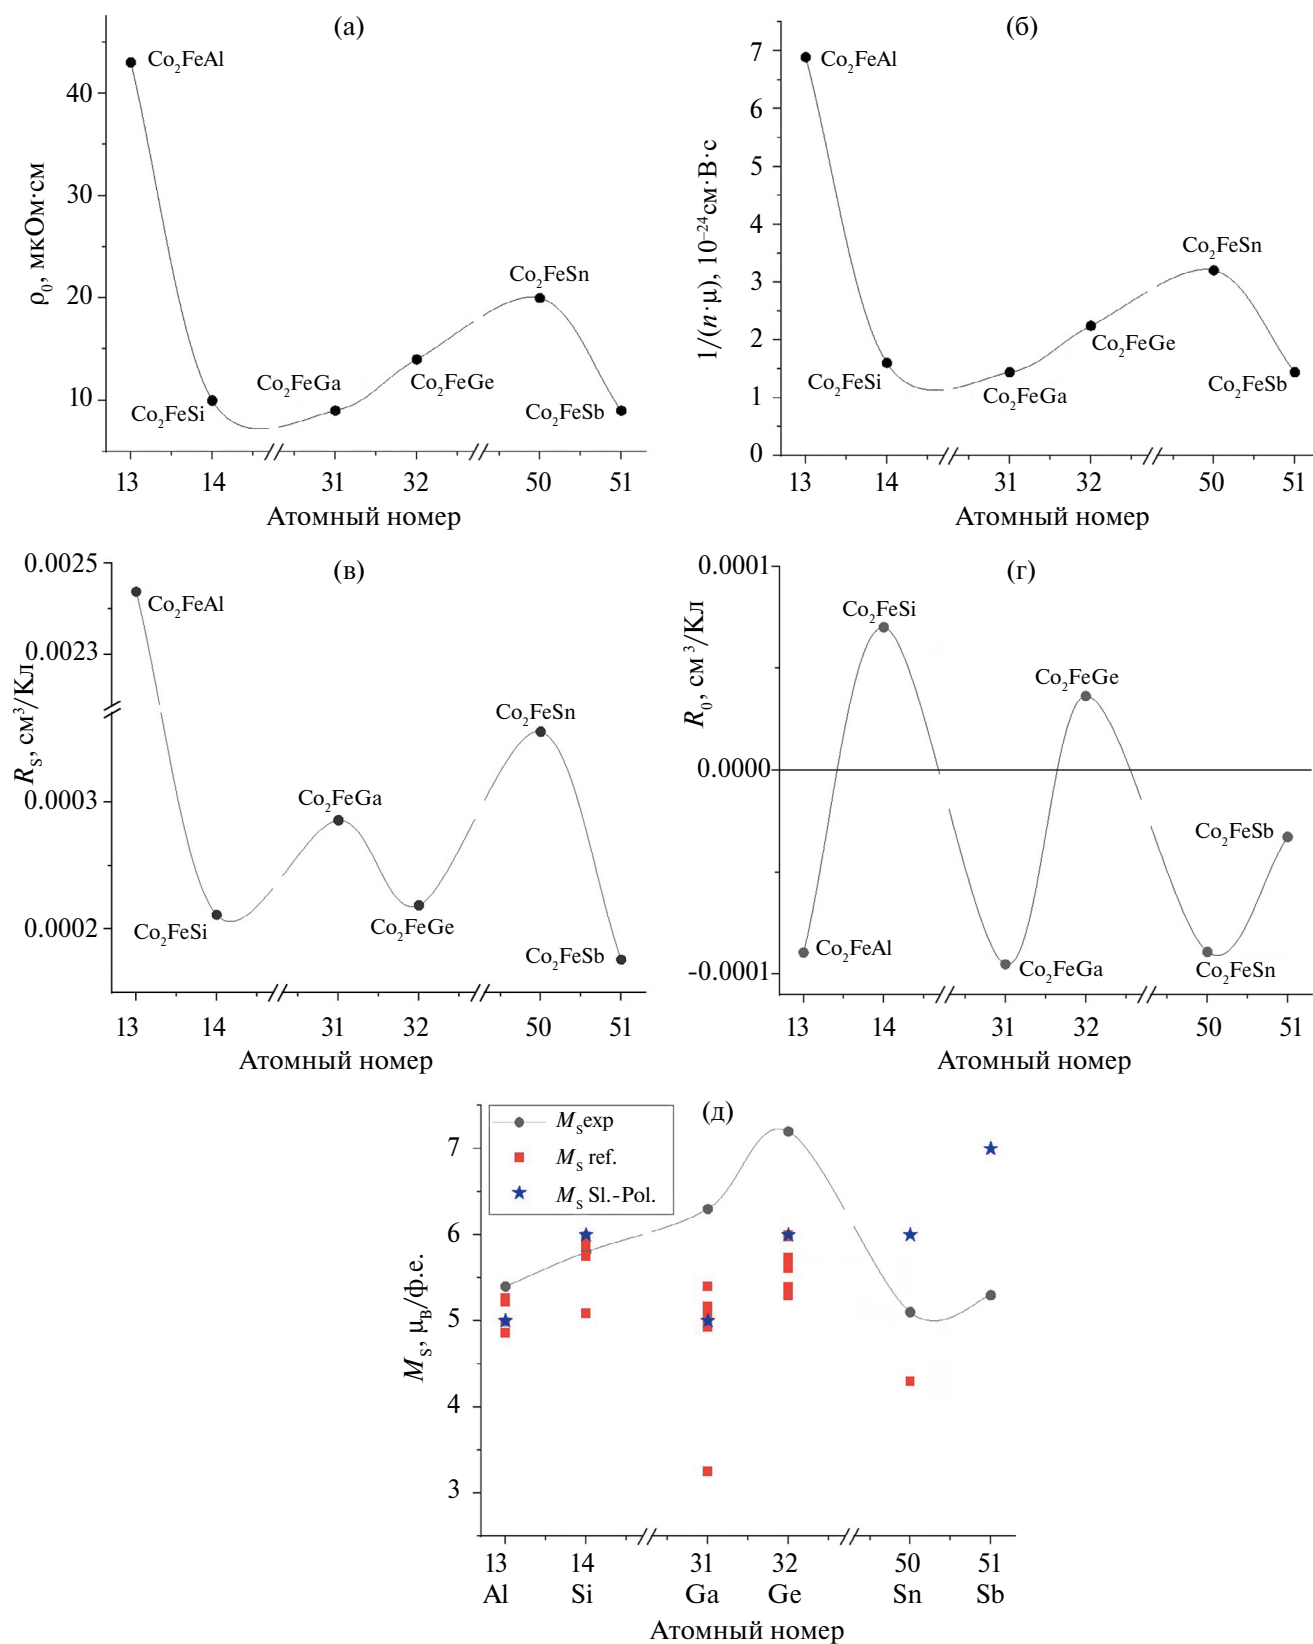 (а)
Co2FeAl
40
30
20
10
ρ0, мкОм·см
Co2FeSi
Co2FeGa
Co2FeGe
Co2FeSn
Co2FeSb
13 14 31 32 50 51
Атомный номер
(б)
7
6
5
4
3
2
1
0
1/(n·μ), 10–24см·В·с
Co2FeAl
Co2FeSi
Co2FeGa
Co2FeGe
Co2FeSn
Co2FeSb
13 14 31 32 50 51
Атомный номер
(в)
0.0025
0.0023
0.0003
0.0002
RS, см3/Кл
Co2FeAl
Co2FeSi
Co2FeGa
Co2FeGe
Co2FeSn
Co2FeSb
13 14 31 32 50 51
Атомный номер
(г)
0.0001
0.0000
-0.0001
R0, см3/Кл
Co2FeAl
Co2FeSi
Co2FeGa
Co2FeGe
Co2FeSn
Co2FeSb
13 14 31 32 50 51
Атомный номер
(д)
MSexp
MS ref.
MS Sl.-Pol.
7
6
5
4
3
MS, μB/ф.е.
13 14 31 32 50 51
Al Si Ga Ge Sn Sb
Атомный номер